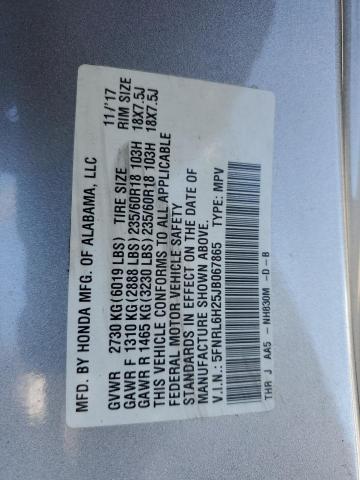 MFD. BY HONDA MFG. OF ALABAMA, LLC 11/'17
GVWR 2730 KG(6019 LBS) TIRE SIZE RIM SIZE
GAWR F 1310 KG(2888 LBS)235/60R18 103H 18X7.5J
GAWR R 1465 KG(3230 LBS)235/60R18 103H 18X7.5J
THIS VEHICLE CONFORMS TO ALL APPLICABLE
FEDERAL MOTOR VEHICLE SAFETY
STANDARDS IN EFFECT ON THE DATE OF
MANUFACTURE SHOWN ABOVE.
V.I.N.: 5FNRL6H25JB067865 TYPE: MPV
THR J AA5 - NH830M -D-B